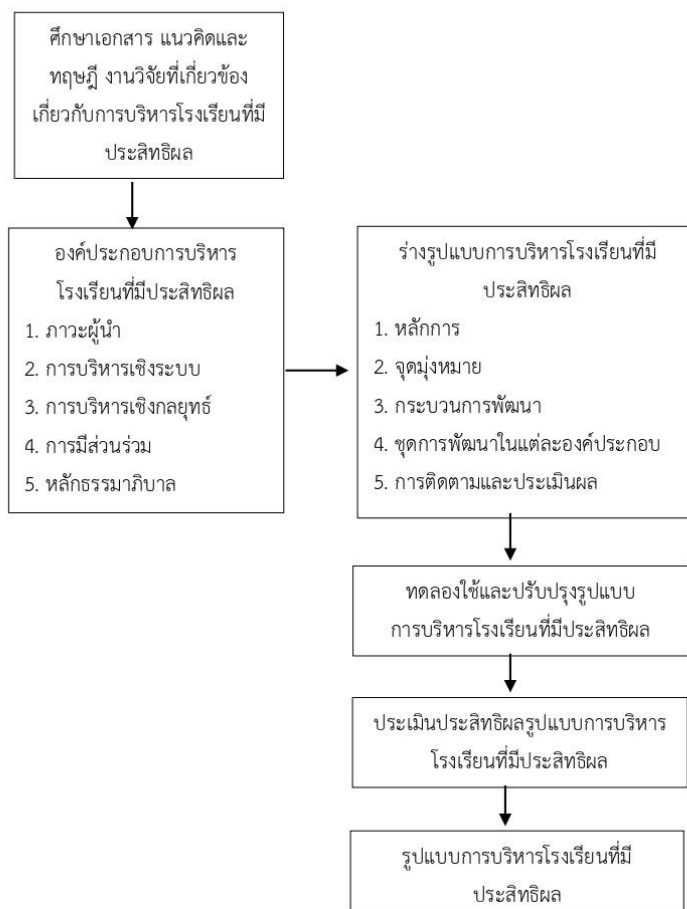 ศึกษาเอกสาร แนวคิดและ
ทฤษฎี งานวิจัยที่เกี่ยวข้อง
เกี่ยวกับการบริหารโรงเรียนที่มี
ประสิทธิผล
องค์ประกอบการบริหาร
โรงเรียนที่มีประสิทธิผล
1. ภาวะผู้นำ
2. การบริหารเชิงระบบ
3. การบริหารเชิงกลยุทธ์
4. การมีส่วนร่วม
5. หลักธรรมาภิบาล
ร่างรูปแบบการบริหารโรงเรียนที่มี
ประสิทธิผล
1. หลักการ
2. จุดมุ่งหมาย
3. กระบวนการพัฒนา
4. ชุดการพัฒนาในแต่ละองค์ประกอบ
5. การติดตามและประเมินผล
ทดลองใช้และปรับปรุงรูปแบบ
การบริหารโรงเรียนที่มีประสิทธิผล
ประเมินประสิทธิผลรูปแบบการบริหาร
โรงเรียนที่มีประสิทธิผล
รูปแบบการบริหารโรงเรียนที่มี
ประสิทธิผล